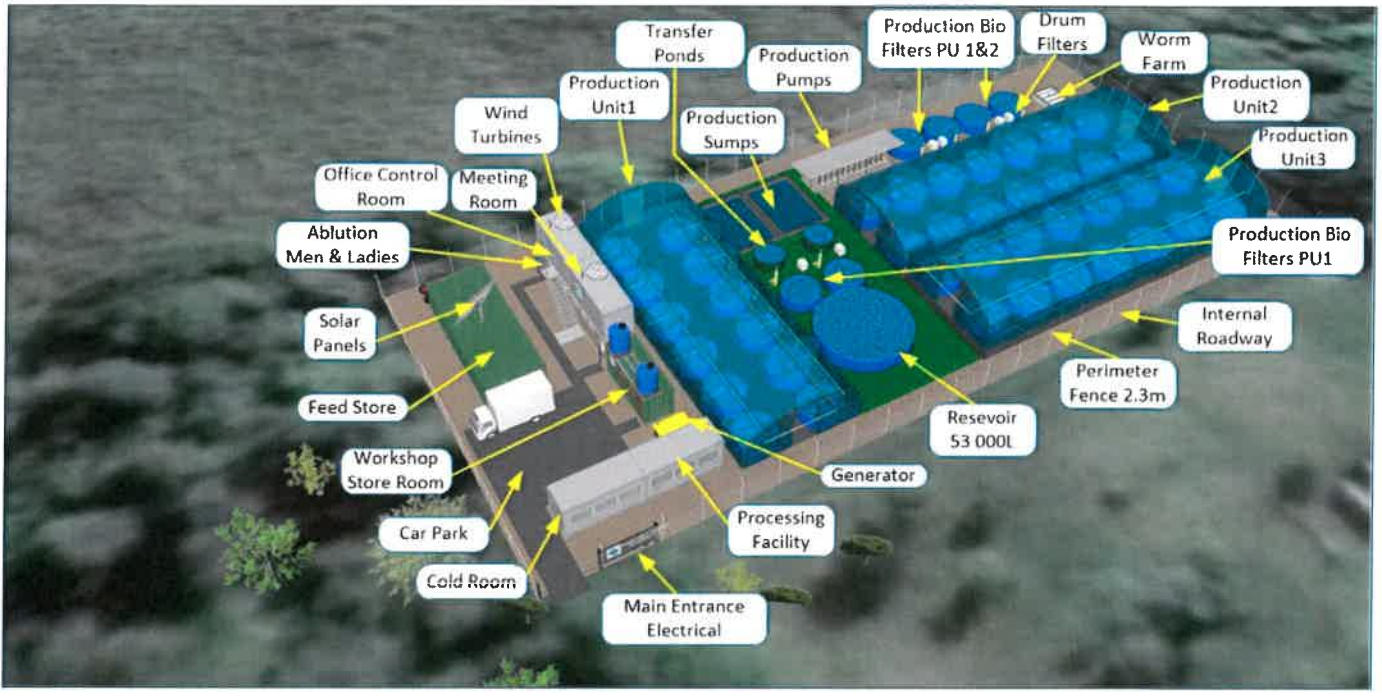 Transfer
Ponds
Production Bio
Filters PU 1&2
Drum
Filters
Worm
Farm
Production
Pumps
Production
Unit1
Production
Unit2
Wind
Turbines
Production
Sumps
Production
Unit3
Office Control
Room
Meeting
Room
Ablution
Men & Ladies
Production Bio
Filters PU1
Solar
Panels
Internal
Roadway
Perimeter
Fence 2.3m
Feed Store
Resevoir
53 000L
Workshop
Store Room
Generator
Car Park
Processing
Facility
Cold Room
Main Entrance
Electrical